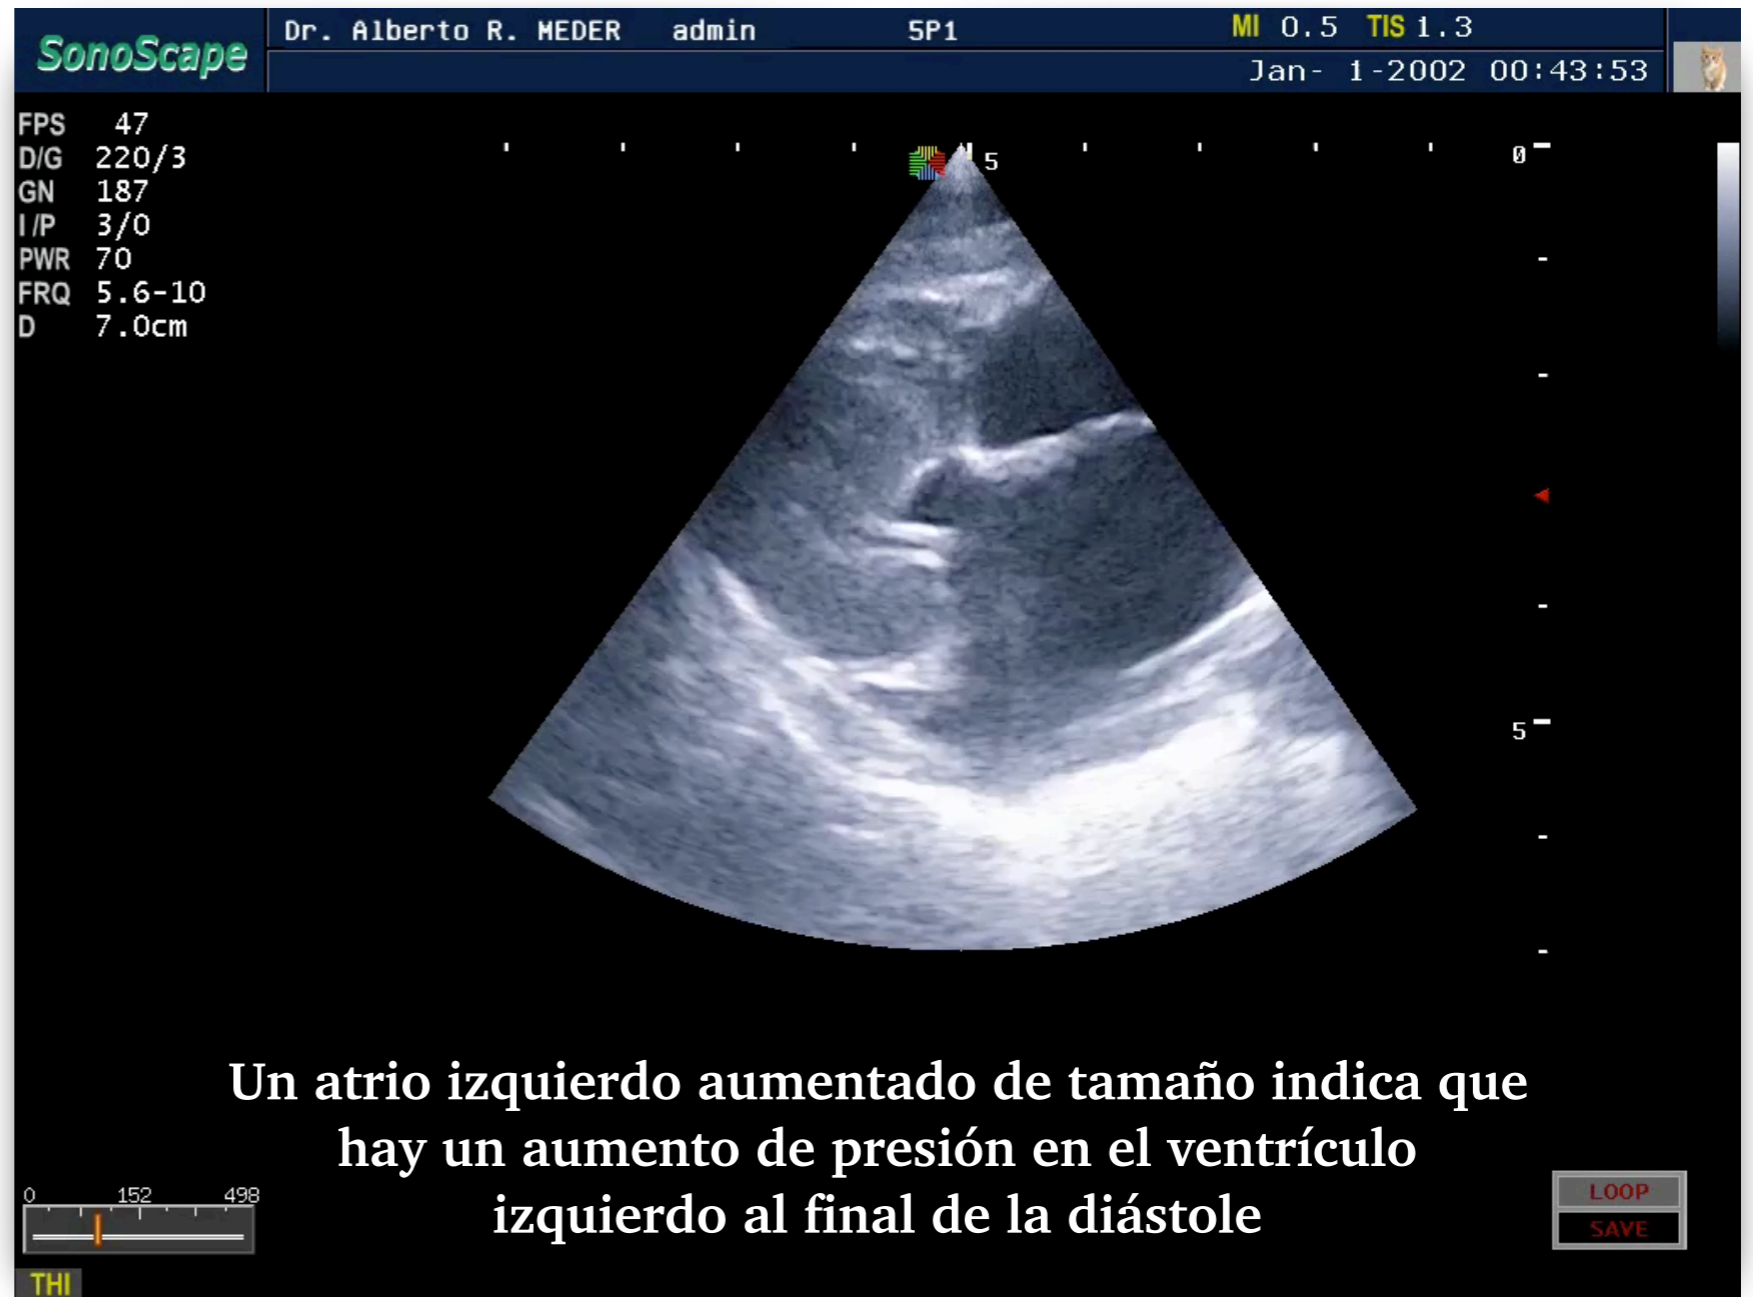 SonoScape
Dr. Alberto R. MEDER admin 5P1 MI 0.5 TIS 1.3
Jan- 1-2002 00:43:53
FPS 47
D/G 220/3
GN 187
I/P 3/0
PWR 70
FRQ 5.6-10
D 7.0cm
5
0
5
Un atrio izquierdo aumentado de tamaño indica que
hay un aumento de presión en el ventrículo
izquierdo al final de la diástole
0 152 498
LOOP
SAVE
THI